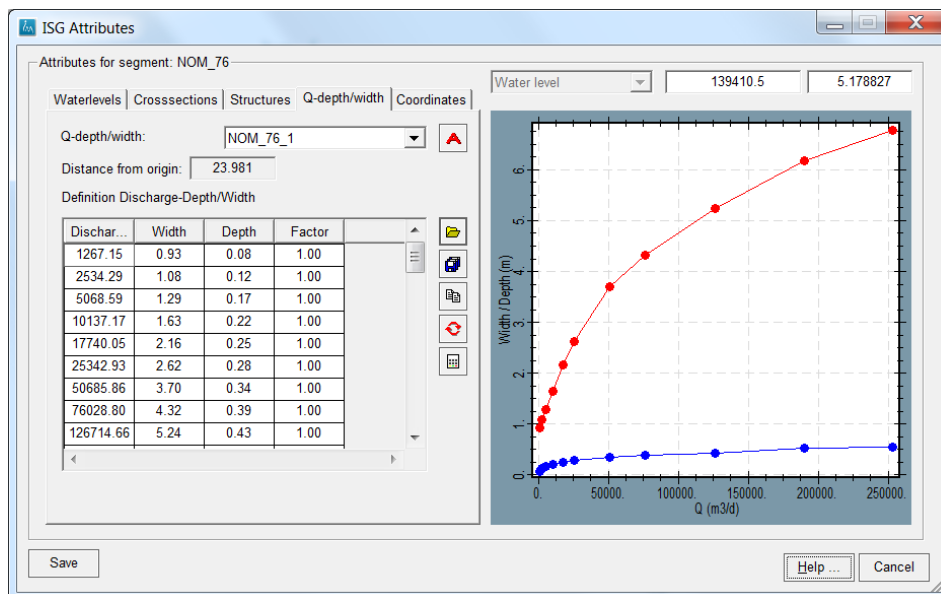 ISG Attributes
Attributes for segment: NOM_76
Waterlevels Crosssections Structures Q-depth/width Coordinates
Q-depth/width: NOM_76_1
Distance from origin: 23.981
Definition Discharge-Depth/Width
Dischar... Width Depth Factor
1267.15 0.93 0.08 1.00
2534.29 1.08 0.12 1.00
5068.59 1.29 0.17 1.00
10137.17 1.63 0.22 1.00
17740.05 2.16 0.25 1.00
25342.93 2.62 0.28 1.00
50685.86 3.70 0.34 1.00
76028.80 4.32 0.39 1.00
126714.66 5.24 0.43 1.00
Water level 139410.5 5.178827
Width / Depth (m)
6.
5.
4.
3.
2.
1.
0.
0. 50000. 100000. 150000. 200000. 250000.
Q (m3/d)
Save
Help ... Cancel